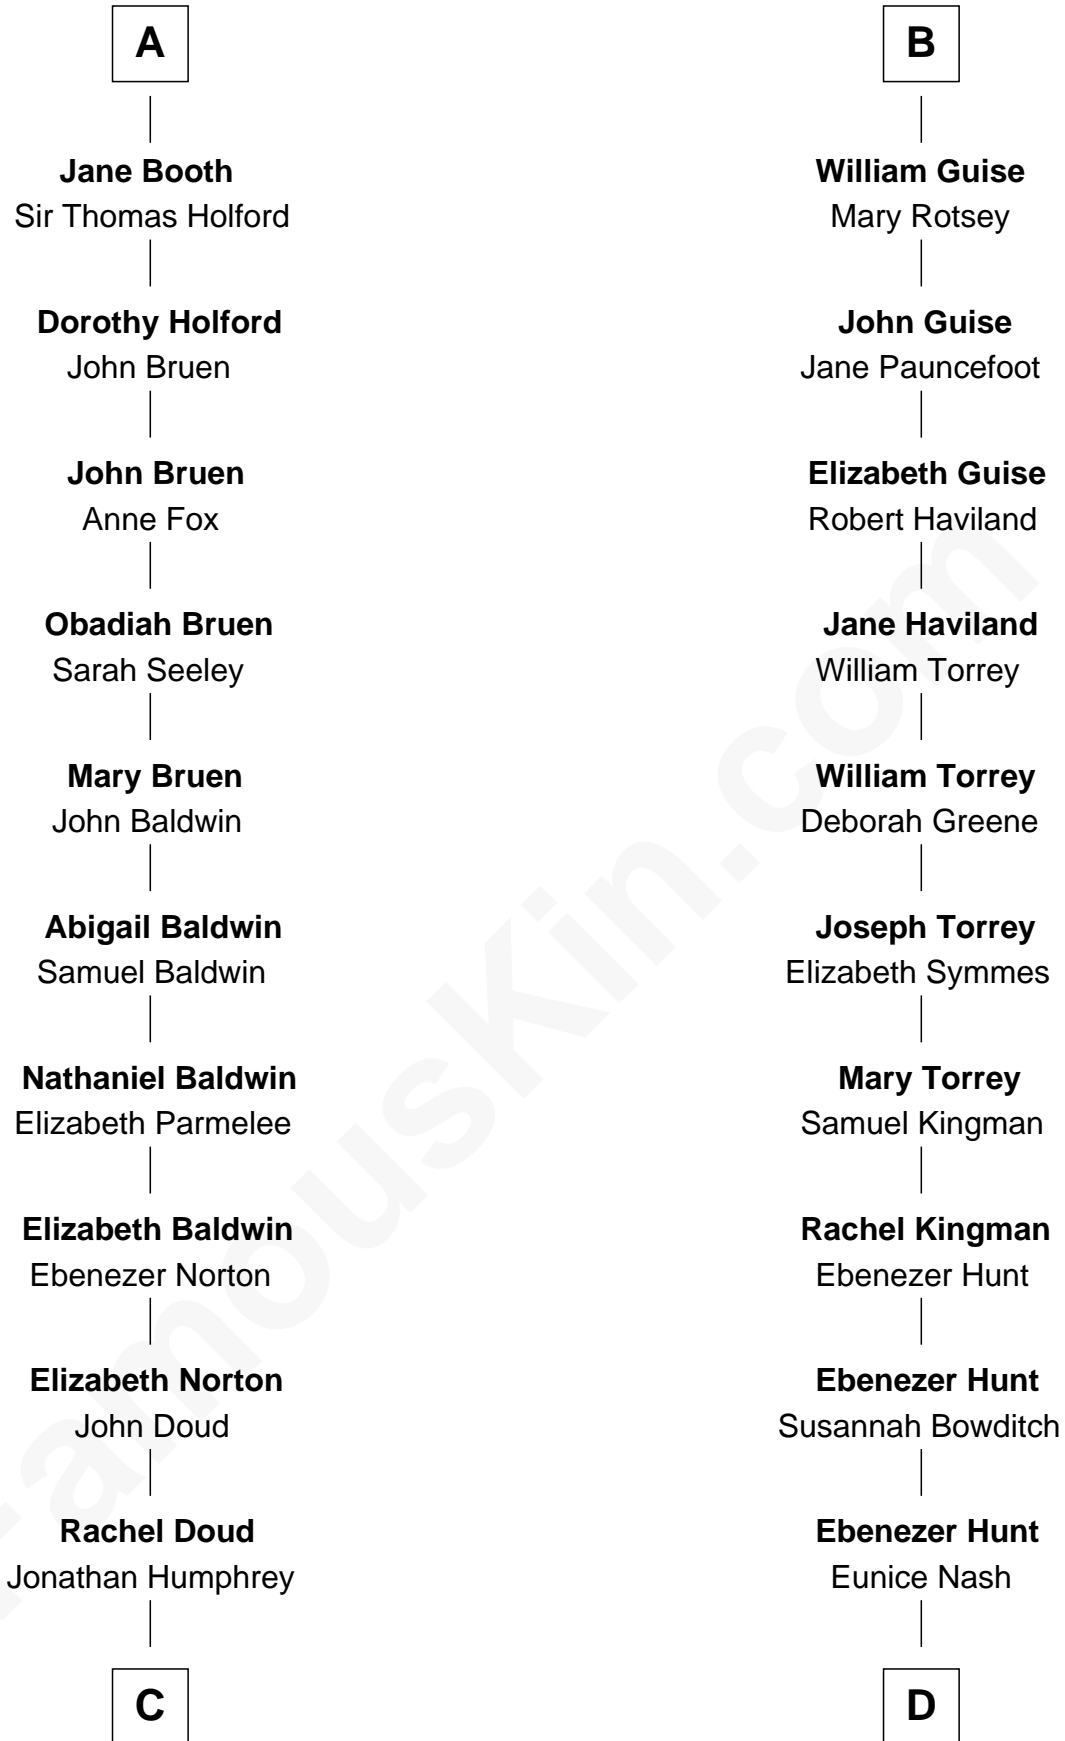 A
Jane Booth
Sir Thomas Holford
Dorothy Holford
John Bruen
John Bruen
Anne Fox
Obadiah Bruen
Sarah Seeley
Mary Bruen
John Baldwin
Abigail Baldwin
Samuel Baldwin
Nathaniel Baldwin
Elizabeth Parmelee
Elizabeth Baldwin
Ebenezer Norton
Elizabeth Norton
John Doud
Rachel Doud
Jonathan Humphrey
C
B
William Guise
Mary Rotsey
John Guise
Jane Pauncefoot
Elizabeth Guise
Robert Haviland
Jane Haviland
William Torrey
William Torrey
Deborah Greene
Joseph Torrey
Elizabeth Symmes
Mary Torrey
Samuel Kingman
Rachel Kingman
Ebenezer Hunt
Ebenezer Hunt
Susannah Bowditch
Ebenezer Hunt
Eunice Nash
D
FamousKin.com